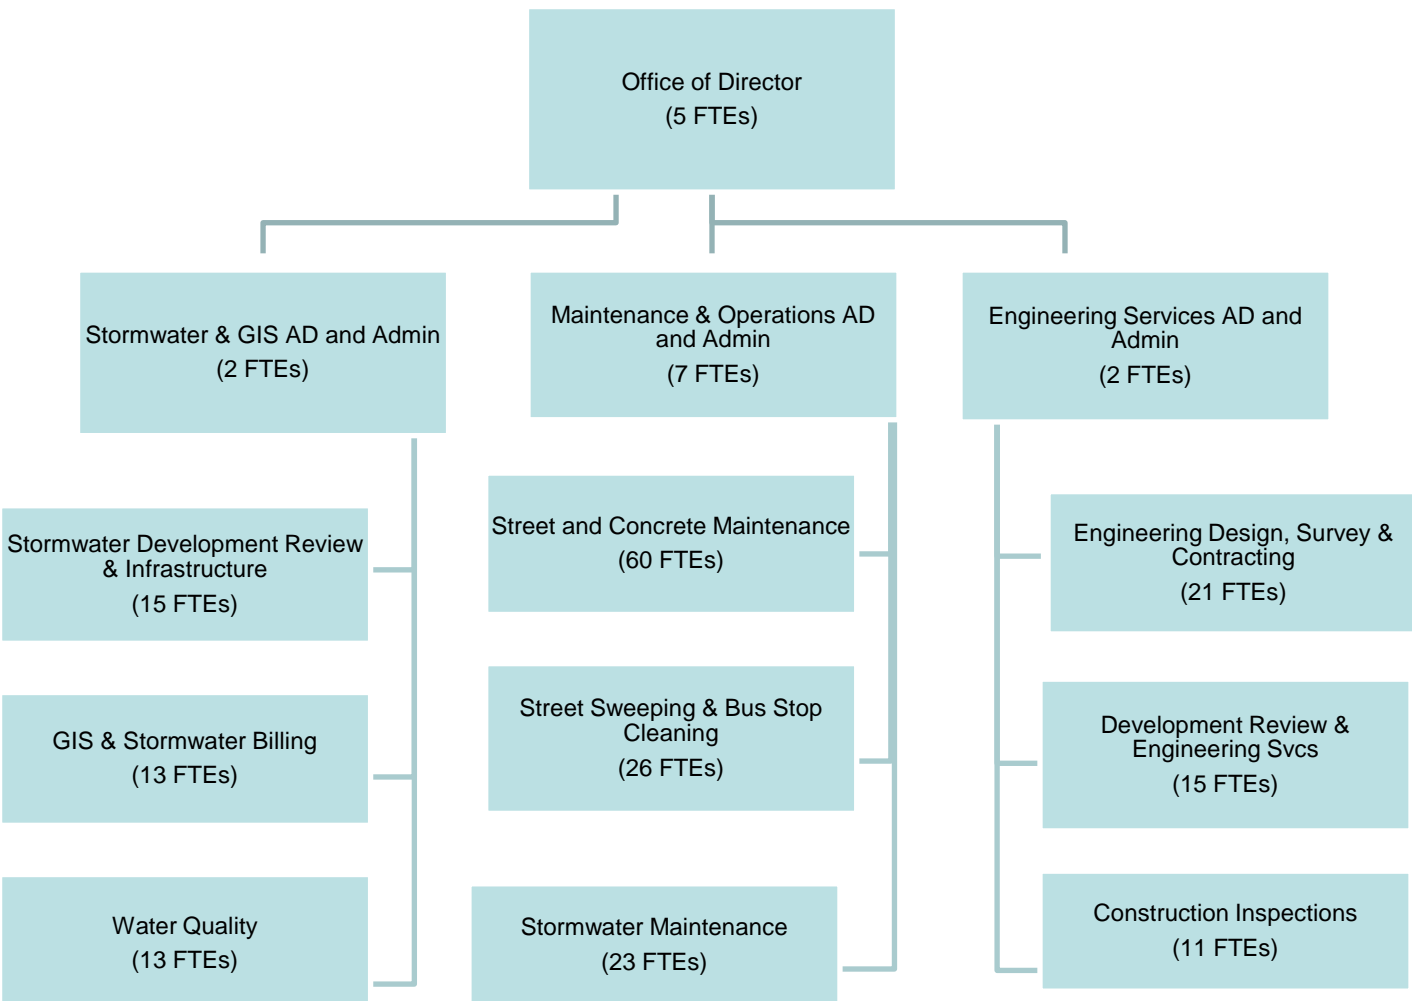 Office of Director
(5 FTEs)
Stormwater & GIS AD and Admin
(2 FTEs)
Maintenance & Operations AD
and Admin
(7 FTEs)
Engineering Services AD and
Admin
(2 FTEs)
Stormwater Development Review
& Infrastructure
(15 FTEs)
GIS & Stormwater Billing
(13 FTEs)
Water Quality
(13 FTEs)
Street and Concrete Maintenance
(60 FTEs)
Street Sweeping & Bus Stop
Cleaning
(26 FTEs)
Stormwater Maintenance
(23 FTEs)
Engineering Design, Survey &
Contracting
(21 FTEs)
Development Review &
Engineering Svcs
(15 FTEs)
Construction Inspections
(11 FTEs)